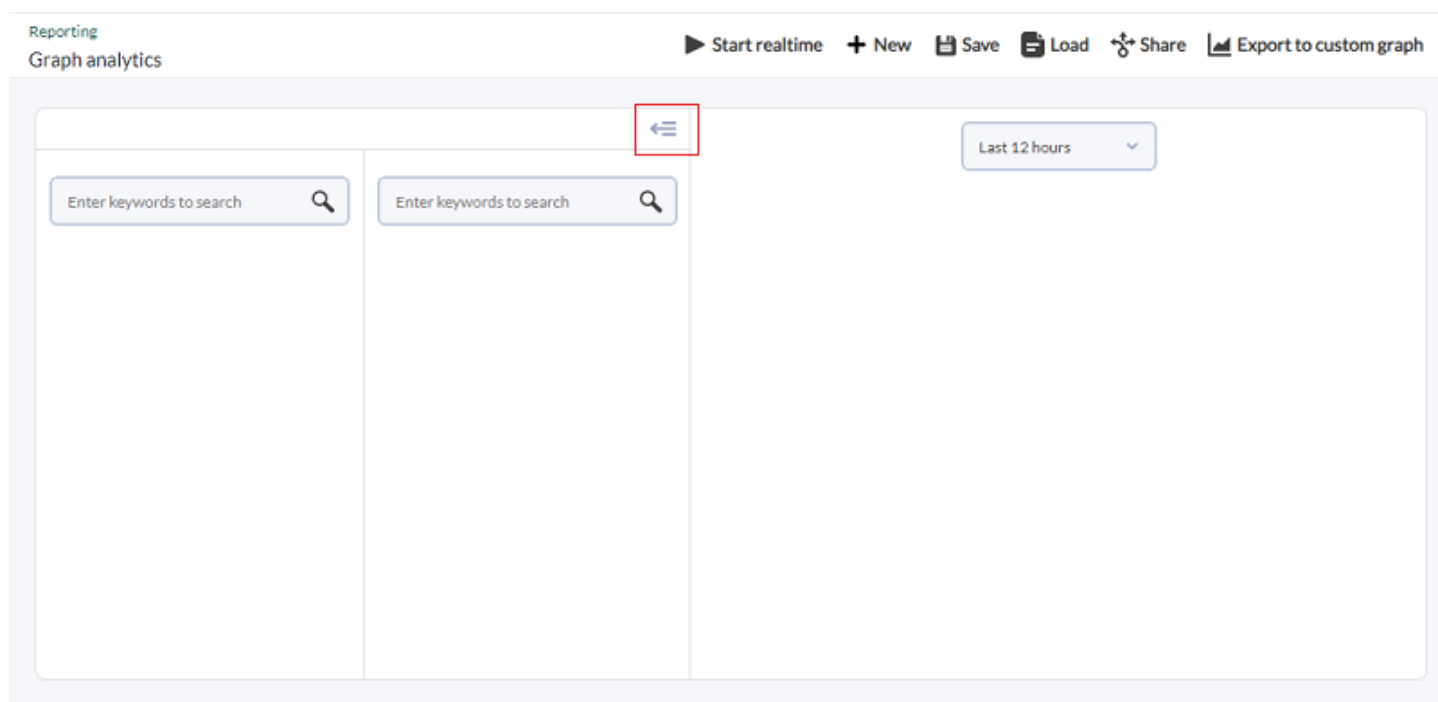 Reporting
Graph analytics
Start realtime New Save Load Share Export to custom graph
Last 12 hours
Enter keywords to search Enter keywords to search